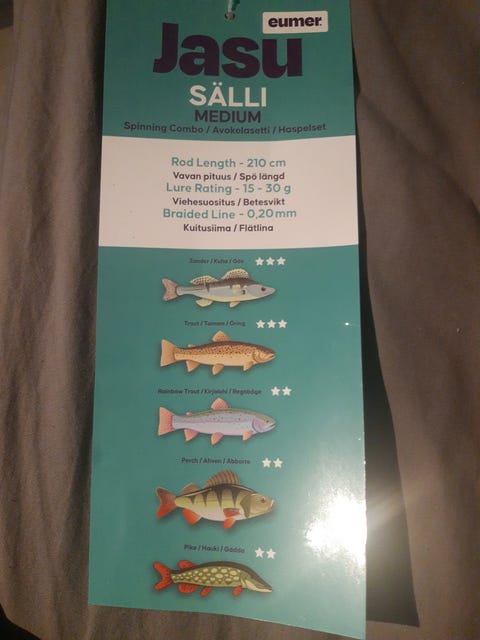 eumer
Jasu
SÄLLI
MEDIUM
Spinning Combo / Avokelasetti / Haspelset
Rod Length - 210 cm
Vavan pituus / Spö längd
Lure Rating - 15 - 30 g
Viehesuositus / Betesvikt
Braided Line - 0,20mm
Kuitusiima / Flätlina
Zander / Kuha / Gös
Trout / Taimen / Öring
Rainbow Trout / Kirjolohi / Regnbåge
Perch / Ahven / Abborre
Pike / Hauki / Gädda